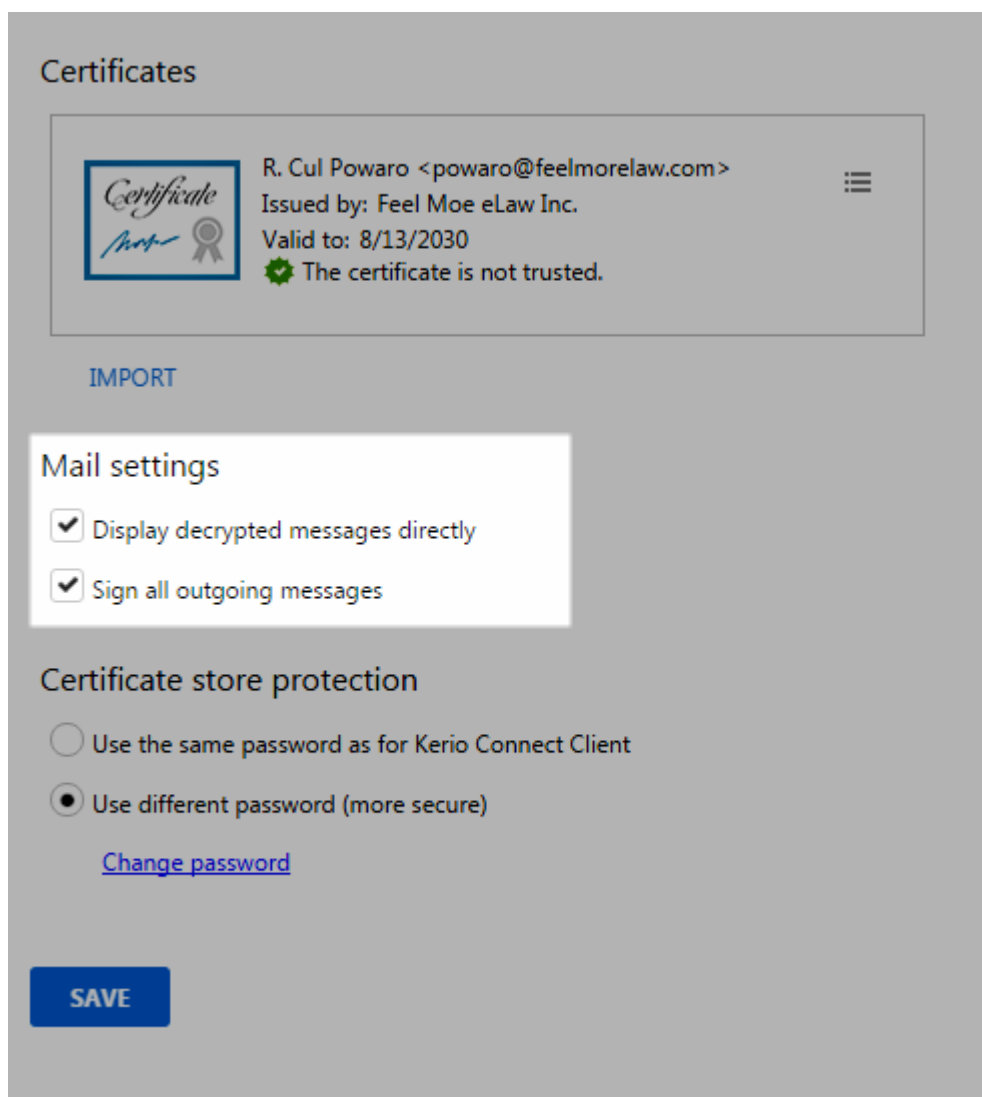 Certificates
Certificate
R. Cul Powaro <powaro@feelmorelaw.com>
Issued by: Feel Moe eLaw Inc.
Valid to: 8/13/2030
The certificate is not trusted.
IMPORT
Mail settings
Display decrypted messages directly
Sign all outgoing messages
Certificate store protection
Use the same password as for Kerio Connect Client
Use different password (more secure)
Change password
SAVE